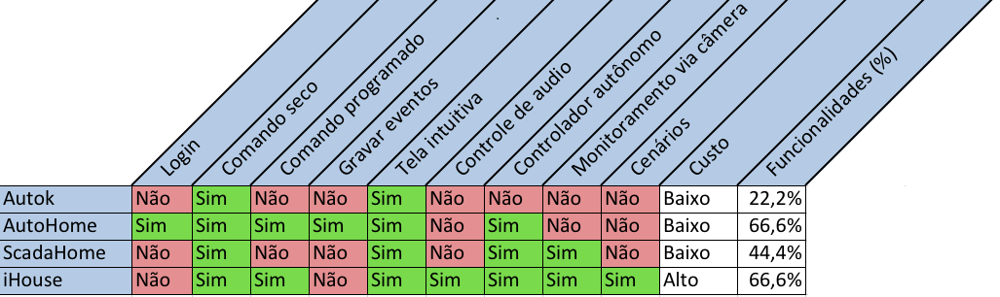 Login
Comando seco
Comando programado
Gravar eventos
Tela intuitiva
Controle de audio
Controlador autônomo
Monitoramento via câmera
Cenários
Custo
Funcionalidades (%)
Autok Não Sim Não Não Sim Não Não Não Não Baixo 22,2%
AutoHome Sim Sim Sim Sim Sim Não Sim Não Não Baixo 66,6%
ScadaHome Não Sim Não Não Sim Não Sim Sim Não Baixo 44,4%
iHouse Não Sim Sim Não Sim Sim Sim Sim Sim Alto 66,6%